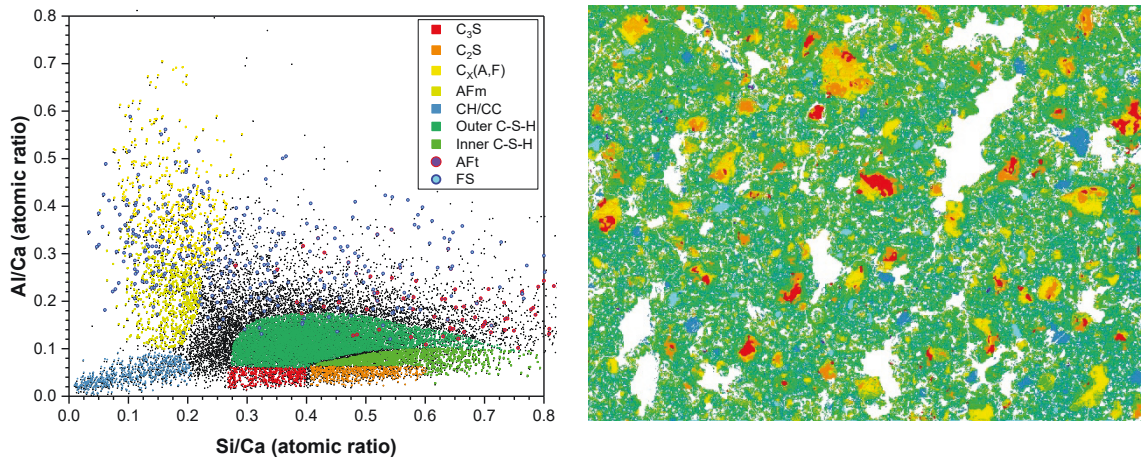 Al/Ca (atomic ratio)
0.8
0.7
0.6
0.5
0.4
0.3
0.2
0.1
0.0
0.0 0.1 0.2 0.3 0.4 0.5 0.6 0.7 0.8
Si/Ca (atomic ratio)
C₃S
C₂S
Cₓ(A,F)
AFm
CH/CC
Outer C-S-H
Inner C-S-H
AFt
FS